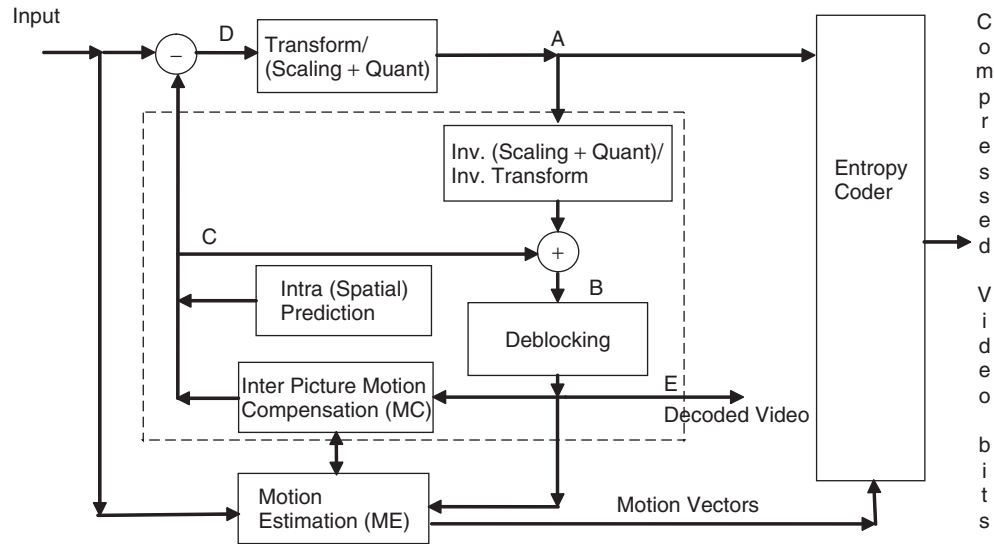 Input
D
Transform/
(Scaling + Quant)
−
A
Inv. (Scaling + Quant)/
Inv. Transform
Entropy
Coder
C
+
B
Intra (Spatial)
Prediction
Deblocking
Inter Picture Motion
Compensation (MC)
E
Decoded Video
Motion
Estimation (ME)
Motion Vectors
Compressed Video bits